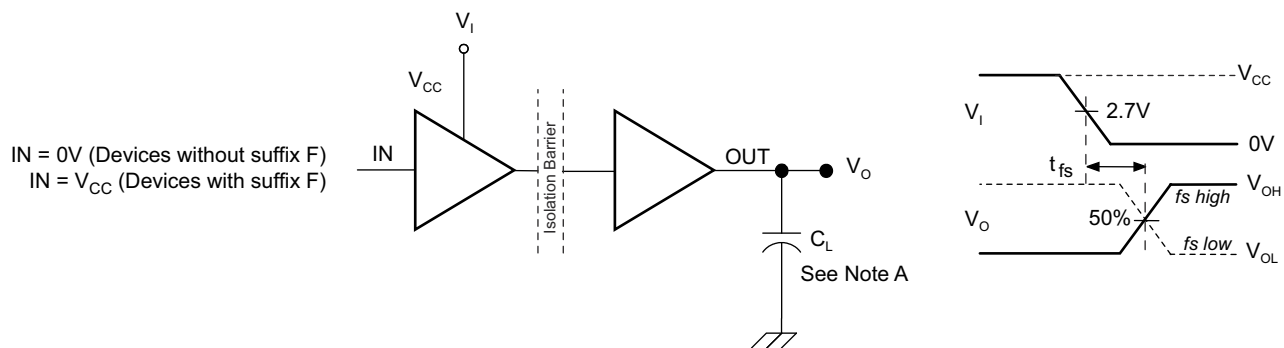 V_I
V_CC
IN = 0V (Devices without suffix F)
IN = V_CC (Devices with suffix F)
IN
Isolation Barrier
OUT
V_O
C_L
See Note A
V_I
V_CC
2.7V
0V
t_fs
V_O
50%
fs high
V_OH
fs low
V_OL